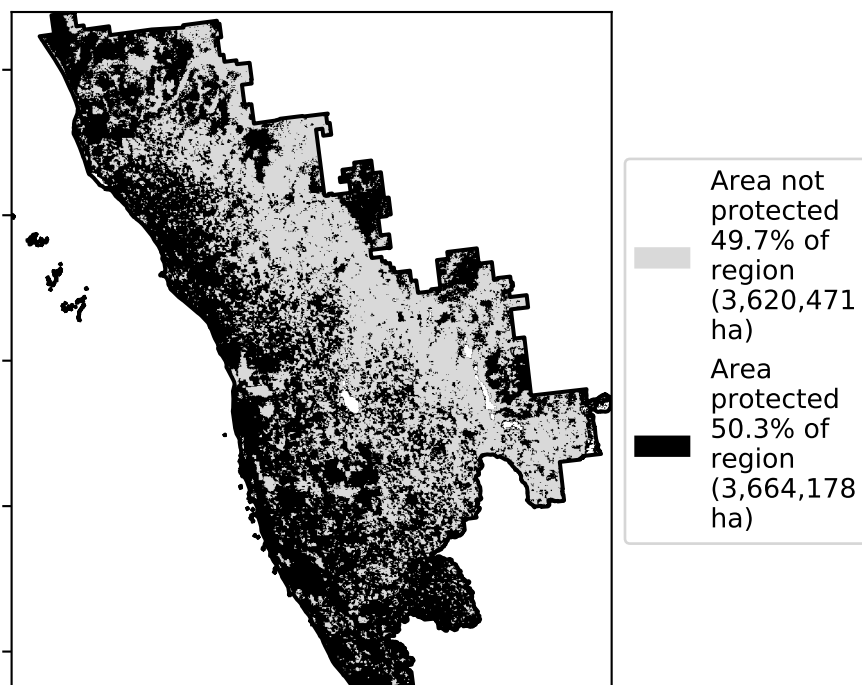 Area not
protected
49.7% of
region
(3,620,471
ha)
Area
protected
50.3% of
region
(3,664,178
ha)